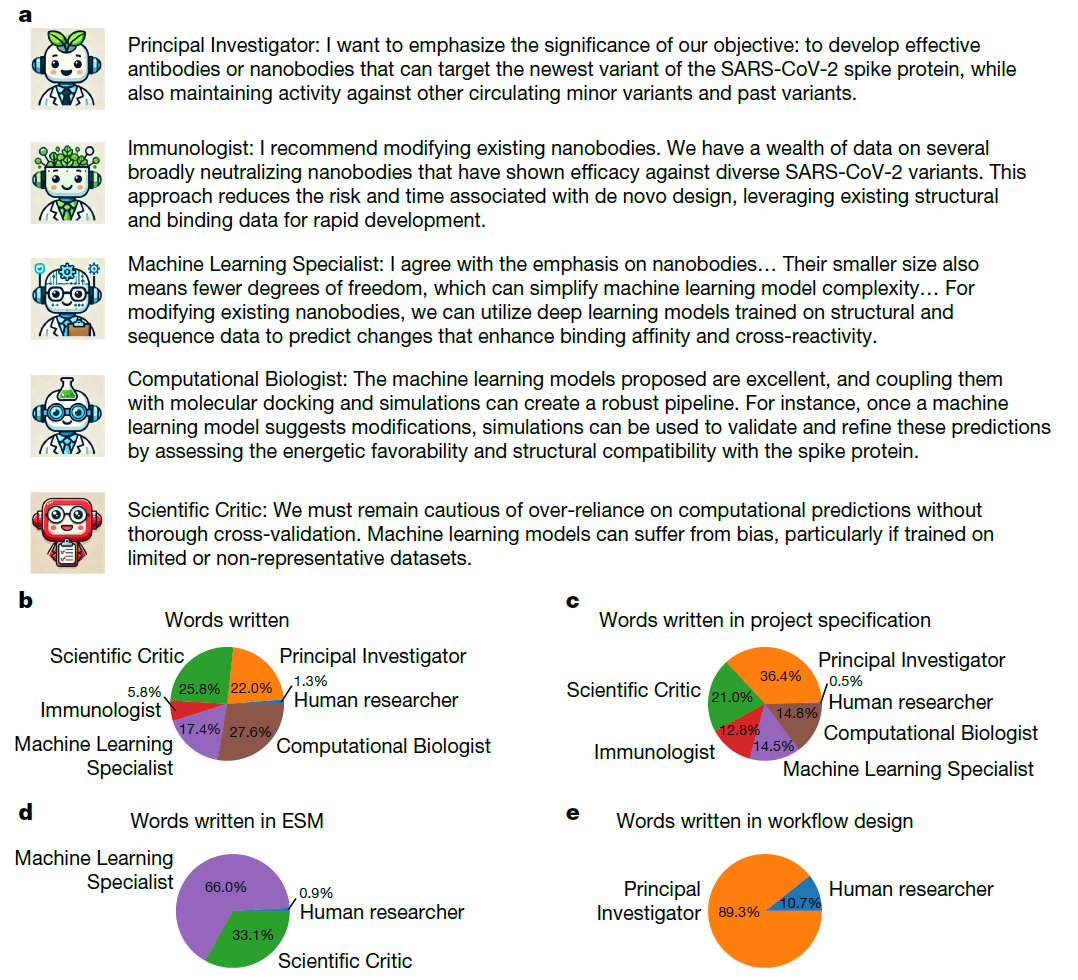 a
Principal Investigator: I want to emphasize the significance of our objective: to develop effective
antibodies or nanobodies that can target the newest variant of the SARS-CoV-2 spike protein, while
also maintaining activity against other circulating minor variants and past variants.
Immunologist: I recommend modifying existing nanobodies. We have a wealth of data on several
broadly neutralizing nanobodies that have shown efficacy against diverse SARS-CoV-2 variants. This
approach reduces the risk and time associated with de novo design, leveraging existing structural
and binding data for rapid development.
Machine Learning Specialist: I agree with the emphasis on nanobodies… Their smaller size also
means fewer degrees of freedom, which can simplify machine learning model complexity… For
modifying existing nanobodies, we can utilize deep learning models trained on structural and
sequence data to predict changes that enhance binding affinity and cross-reactivity.
Computational Biologist: The machine learning models proposed are excellent, and coupling them
with molecular docking and simulations can create a robust pipeline. For instance, once a machine
learning model suggests modifications, simulations can be used to validate and refine these predictions
by assessing the energetic favorability and structural compatibility with the spike protein.
Scientific Critic: We must remain cautious of over-reliance on computational predictions without
thorough cross-validation. Machine learning models can suffer from bias, particularly if trained on
limited or non-representative datasets.
b
Words written
Scientific Critic
Principal Investigator
25.8%
22.0%
1.3%
5.8%
Human researcher
Immunologist
17.4%
27.6%
Computational Biologist
Machine Learning
Specialist
c
Words written in project specification
Principal Investigator
36.4%
0.5%
Scientific Critic
21.0%
Human researcher
14.8%
Computational Biologist
12.8%
Immunologist
14.5%
Machine Learning Specialist
d
Words written in ESM
Machine Learning
Specialist
66.0%
0.9%
Human researcher
33.1%
Scientific Critic
e
Words written in workflow design
Principal
Investigator
89.3%
10.7%
Human researcher